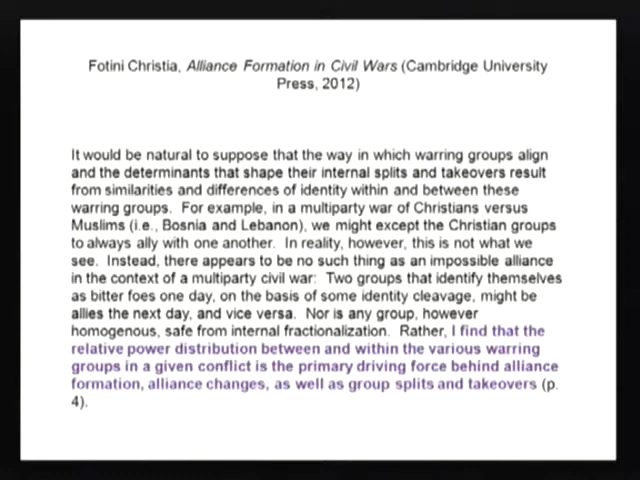 Fotini Christia, Alliance Formation in Civil Wars (Cambridge University
Press, 2012)
It would be natural to suppose that the way in which warring groups align
and the determinants that shape their internal splits and takeovers result
from similarities and differences of identity within and between these
warring groups. For example, in a multiparty war of Christians versus
Muslims (i.e., Bosnia and Lebanon), we might except the Christian groups
to always ally with one another. In reality, however, this is not what we
see. Instead, there appears to be no such thing as an impossible alliance
in the context of a multiparty civil war: Two groups that identify themselves
as bitter foes one day, on the basis of some identity cleavage, might be
allies the next day, and vice versa. Nor is any group, however
homogenous, safe from internal fractionalization. Rather, I find that the
relative power distribution between and within the various warring
groups in a given conflict is the primary driving force behind alliance
formation, alliance changes, as well as group splits and takeovers (p.
4).